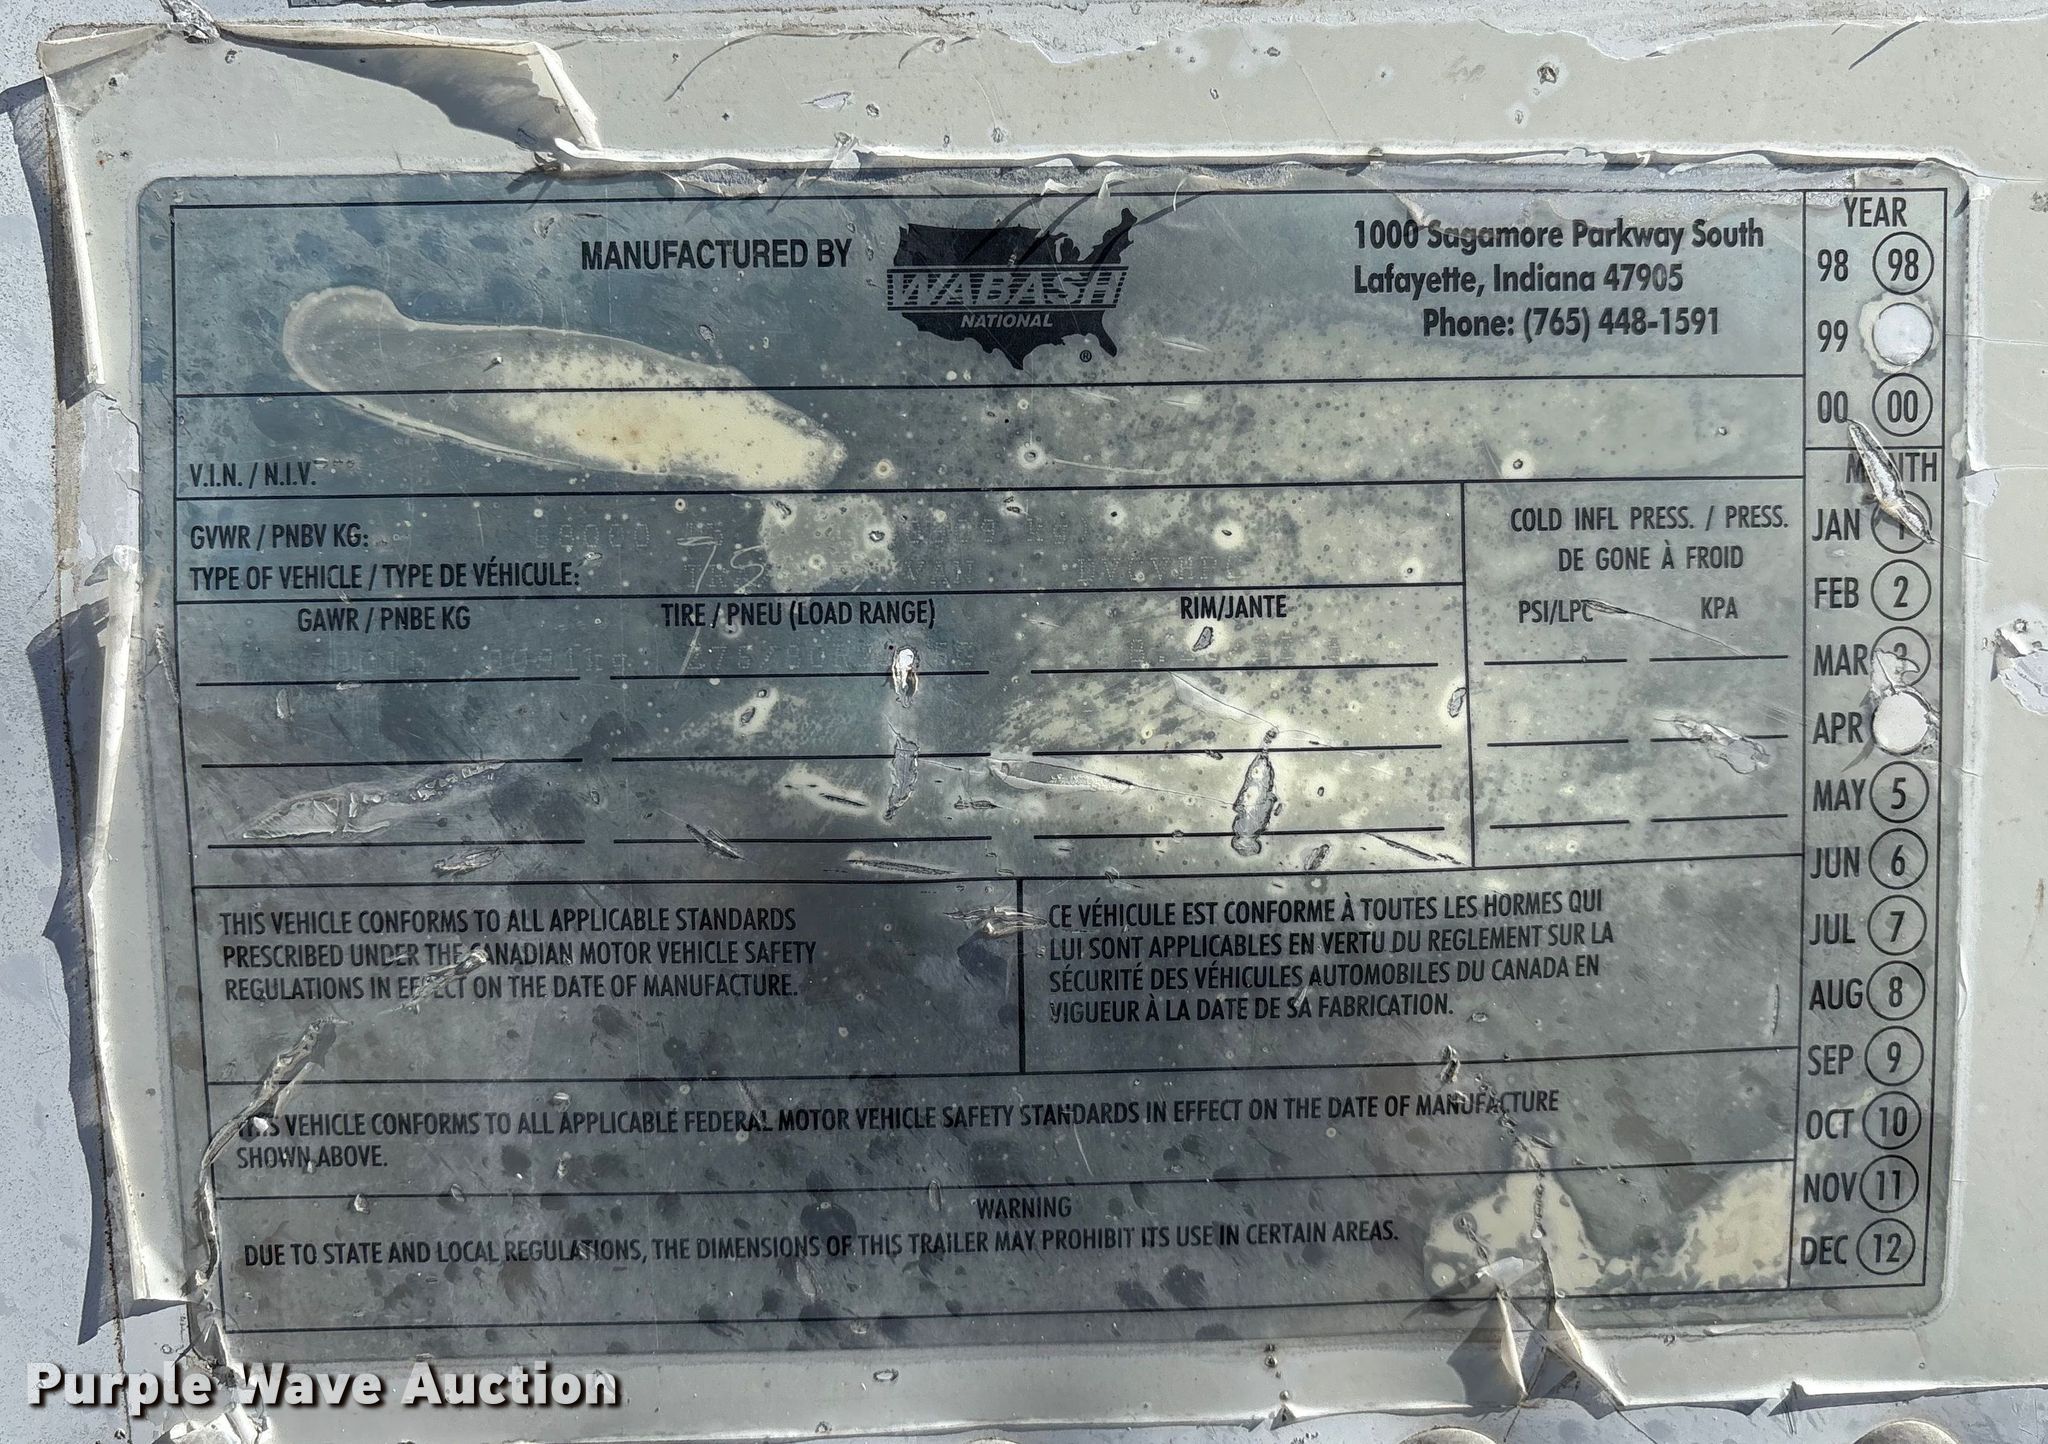 MANUFACTURED BY
WABASH
NATIONAL
®
1000 Sagamore Parkway South
Lafayette, Indiana 47905
Phone: (765) 448-1591
YEAR
98 98
99
00 00
V.I.N. / N.I.V.
GVWR / PNBV KG: 68000
TYPE OF VEHICLE / TYPE DE VÉHICULE:
COLD INFL PRESS. / PRESS.
DE GONE À FROID
GAWR / PNBE KG TIRE / PNEU (LOAD RANGE) RIM/JANTE PSI/LPC KPA
MONTH
JAN 1
FEB 2
MAR 3
APR
MAY 5
JUN 6
JUL 7
AUG 8
SEP 9
OCT 10
NOV 11
DEC 12
THIS VEHICLE CONFORMS TO ALL APPLICABLE STANDARDS
PRESCRIBED UNDER THE CANADIAN MOTOR VEHICLE SAFETY
REGULATIONS IN EFFECT ON THE DATE OF MANUFACTURE.
CE VÉHICULE EST CONFORME À TOUTES LES HORMES QUI
LUI SONT APPLICABLES EN VERTU DU REGLEMENT SUR LA
SÉCURITÉ DES VÉHICULES AUTOMOBILES DU CANADA EN
VIGUEUR À LA DATE DE SA FABRICATION.
THIS VEHICLE CONFORMS TO ALL APPLICABLE FEDERAL MOTOR VEHICLE SAFETY STANDARDS IN EFFECT ON THE DATE OF MANUFACTURE
SHOWN ABOVE.
WARNING
DUE TO STATE AND LOCAL REGULATIONS, THE DIMENSIONS OF THIS TRAILER MAY PROHIBIT ITS USE IN CERTAIN AREAS.
Purple Wave Auction